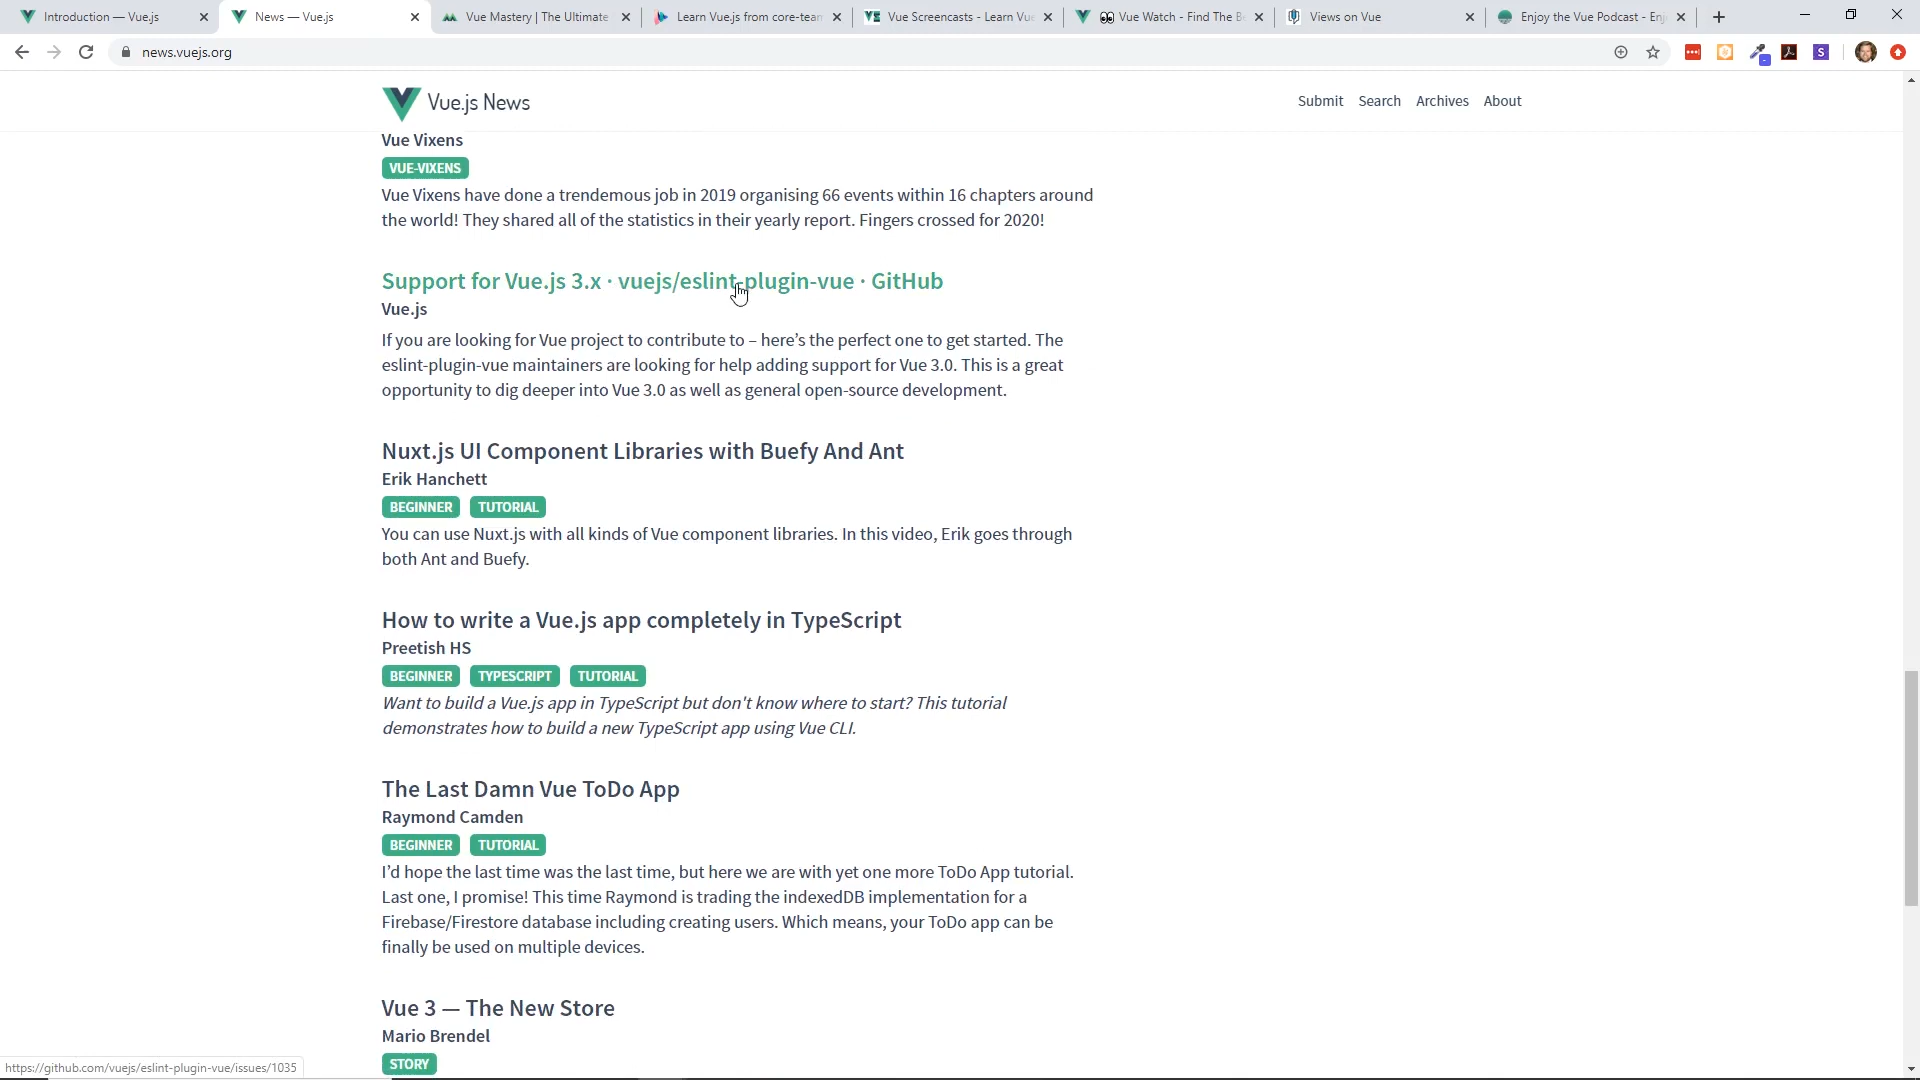 Introduction — Vue.js
News — Vue.js
Vue Mastery | The Ultimate
Learn Vue.js from core-team
Vue Screencasts - Learn Vue
Vue Watch - Find The B
Views on Vue
Enjoy the Vue Podcast - Enj
news.vuejs.org
S
Vue.js News
Submit Search Archives About
Vue Vixens
VUE-VIXENS
Vue Vixens have done a trendemous job in 2019 organising 66 events within 16 chapters around
the world! They shared all of the statistics in their yearly report. Fingers crossed for 2020!
Support for Vue.js 3.x · vuejs/eslint-plugin-vue · GitHub
Vue.js
If you are looking for Vue project to contribute to – here’s the perfect one to get started. The
eslint-plugin-vue maintainers are looking for help adding support for Vue 3.0. This is a great
opportunity to dig deeper into Vue 3.0 as well as general open-source development.
Nuxt.js UI Component Libraries with Buefy And Ant
Erik Hanchett
BEGINNER TUTORIAL
You can use Nuxt.js with all kinds of Vue component libraries. In this video, Erik goes through
both Ant and Buefy.
How to write a Vue.js app completely in TypeScript
Preetish HS
BEGINNER TYPESCRIPT TUTORIAL
Want to build a Vue.js app in TypeScript but don't know where to start? This tutorial
demonstrates how to build a new TypeScript app using Vue CLI.
The Last Damn Vue ToDo App
Raymond Camden
BEGINNER TUTORIAL
I’d hope the last time was the last time, but here we are with yet one more ToDo App tutorial.
Last one, I promise! This time Raymond is trading the indexedDB implementation for a
Firebase/Firestore database including creating users. Which means, your ToDo app can be
finally be used on multiple devices.
Vue 3 — The New Store
Mario Brendel
STORY
https://github.com/vuejs/eslint-plugin-vue/issues/1035